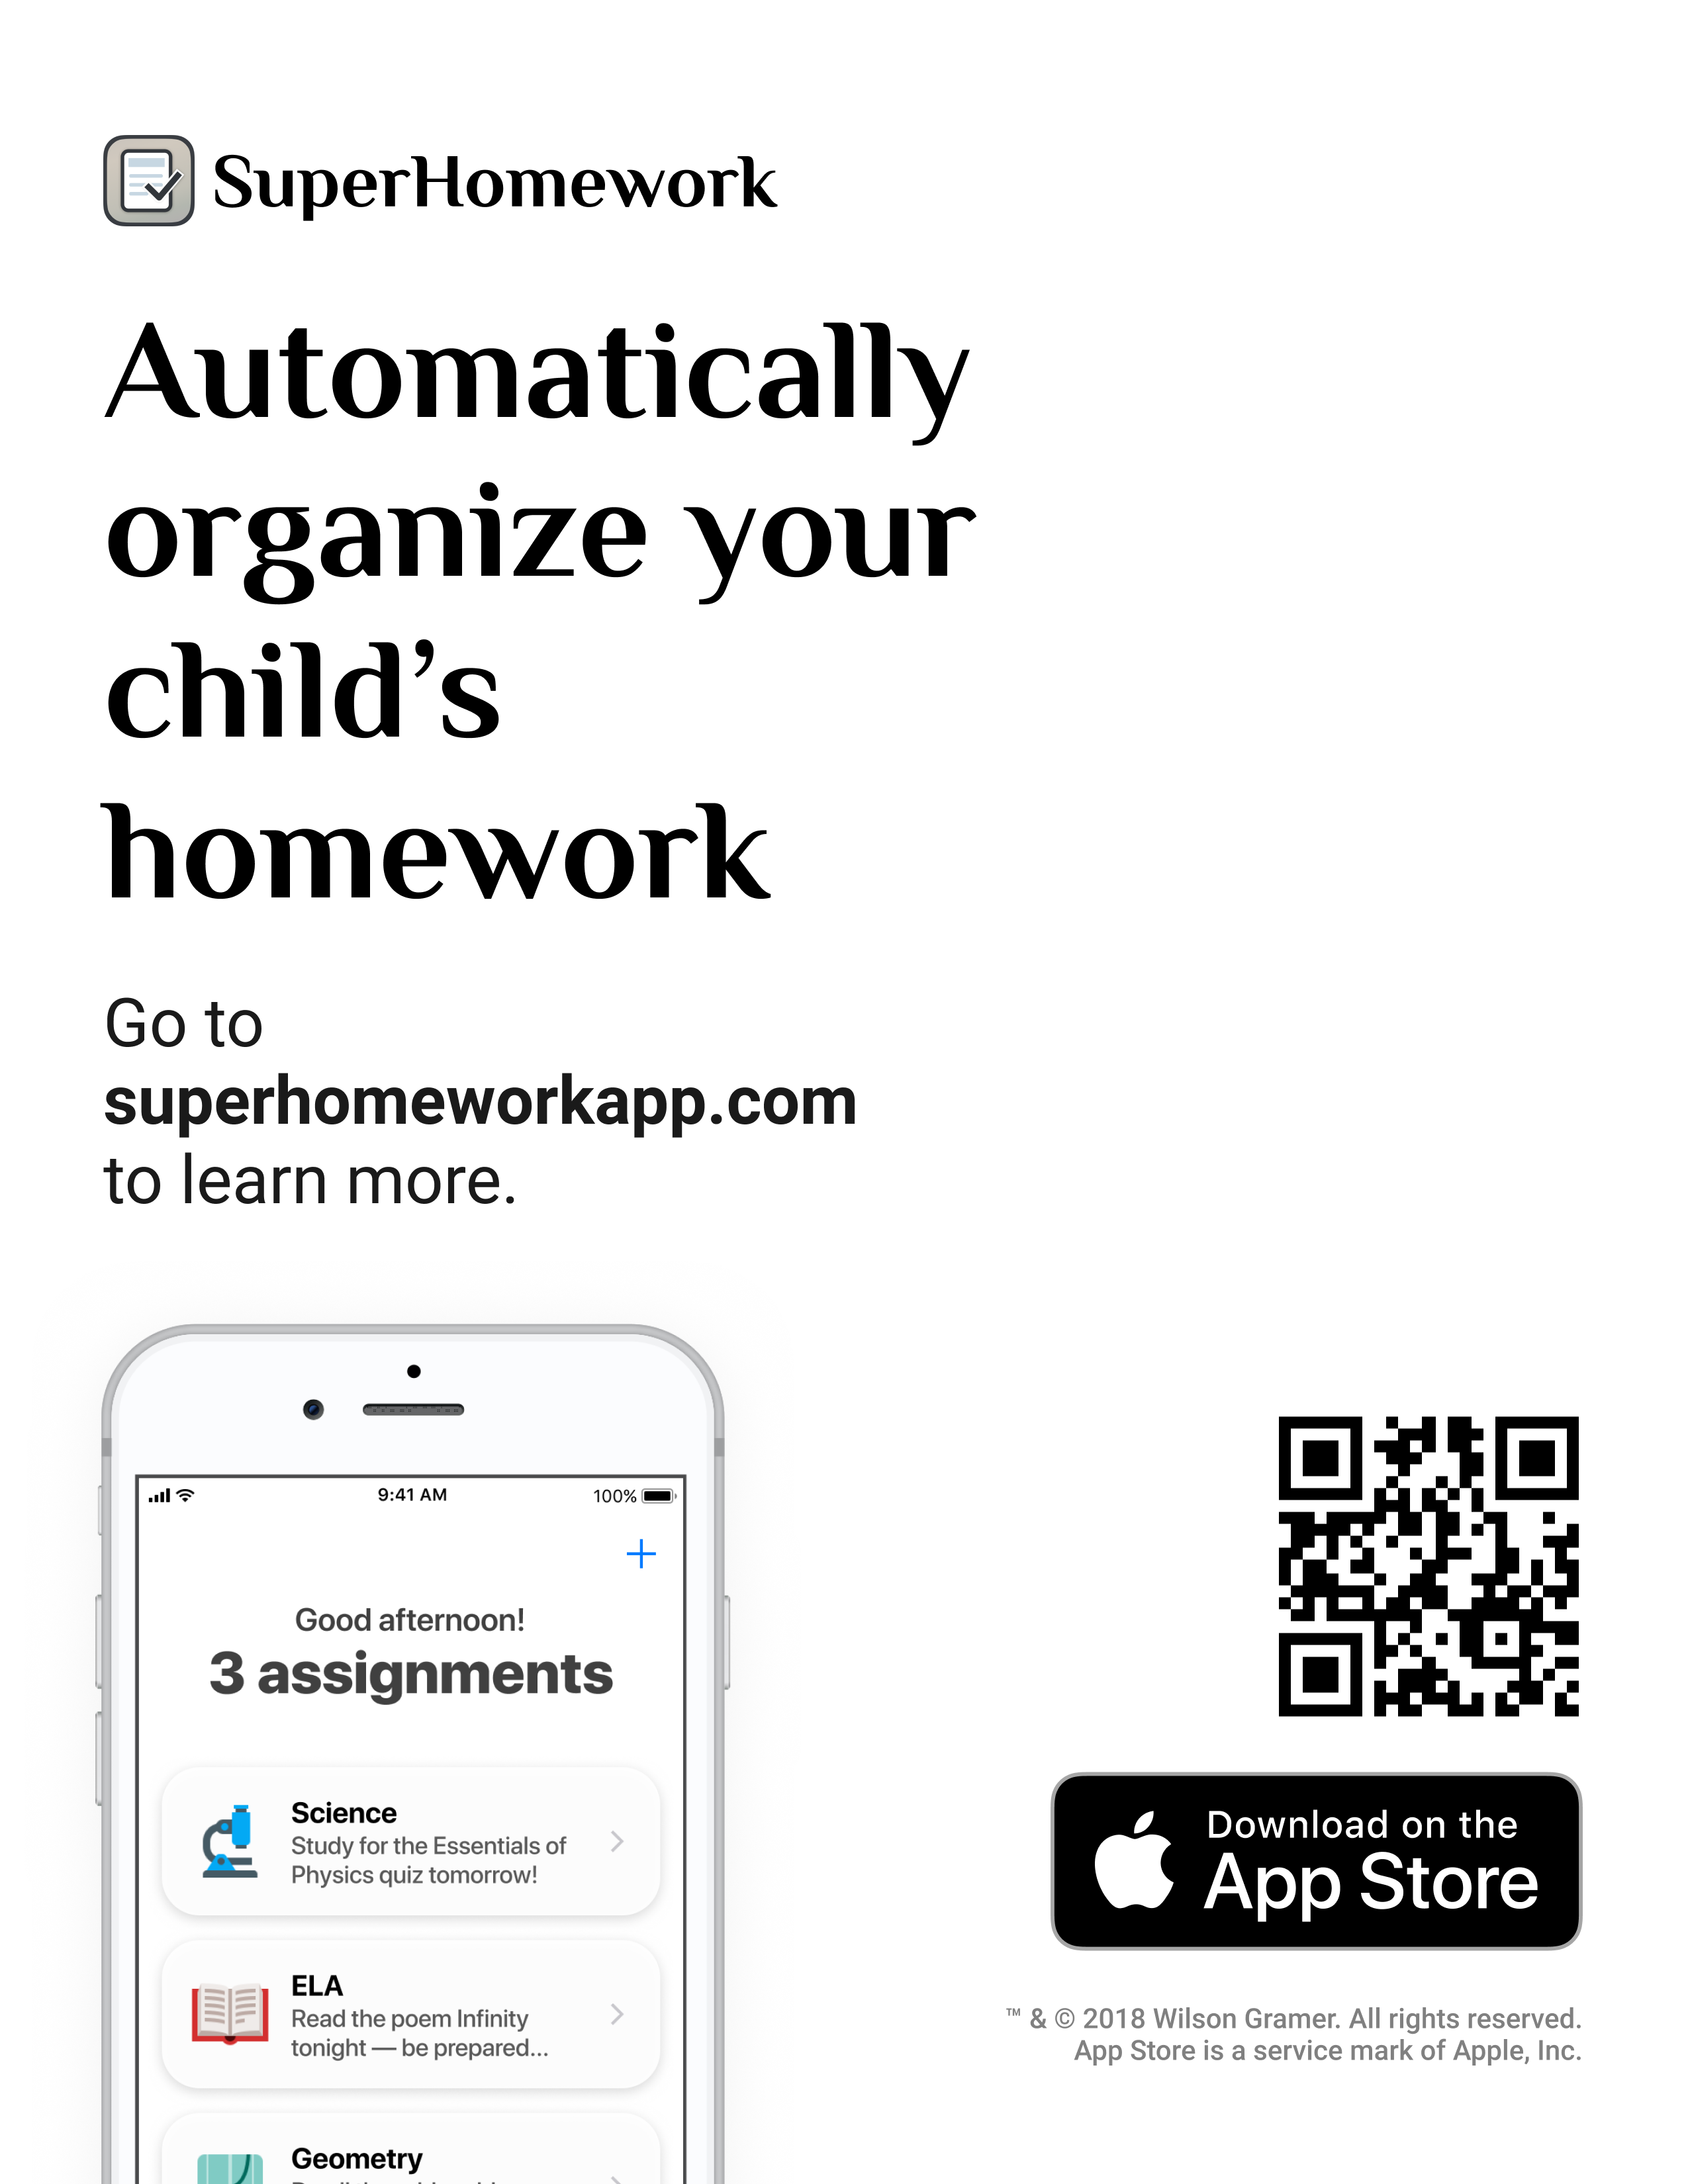 SuperHomework
Automatically
organize your
child’s
homework
Go to
superhomeworkapp.com
to learn more.
9:41 AM
100%
Good afternoon!
3 assignments
Science
Study for the Essentials of
Physics quiz tomorrow!
ELA
Read the poem Infinity
tonight — be prepared...
Geometry
Download on the
App Store
™ & © 2018 Wilson Gramer. All rights reserved.
App Store is a service mark of Apple, Inc.